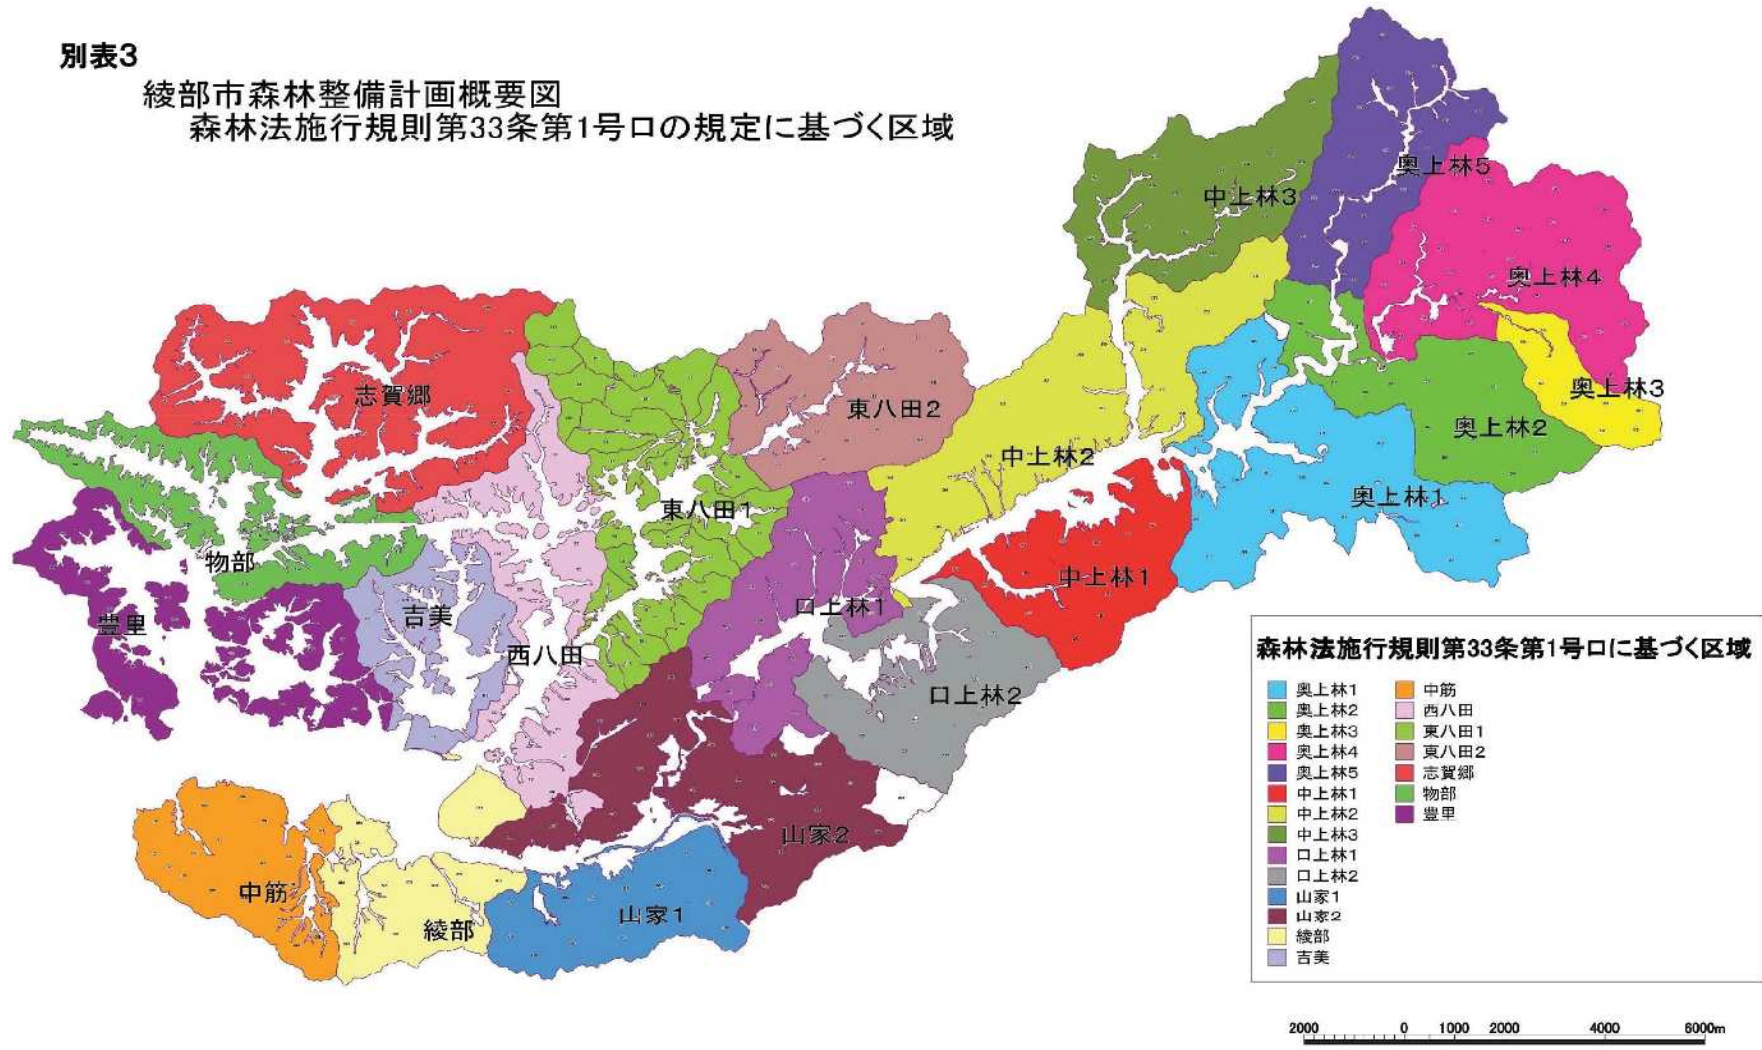 別表3
綾部市森林整備計画概要図
森林法施行規則第33条第1号ロの規定に基づく区域
奥上林5
中上林3
奥上林4
奥上林3
志賀郷
東八田2
奥上林2
中上林2
奥上林1
東八田1
物部
中上林1
口上林1
吉美
豊里
西八田
口上林2
山家2
中筋
山家1
綾部
森林法施行規則第33条第1号ロに基づく区域
奥上林1
奥上林2
奥上林3
奥上林4
奥上林5
中上林1
中上林2
中上林3
口上林1
口上林2
山家1
山家2
綾部
吉美
中筋
西八田
東八田1
東八田2
志賀郷
物部
豊里
2000 0 1000 2000 4000 6000m